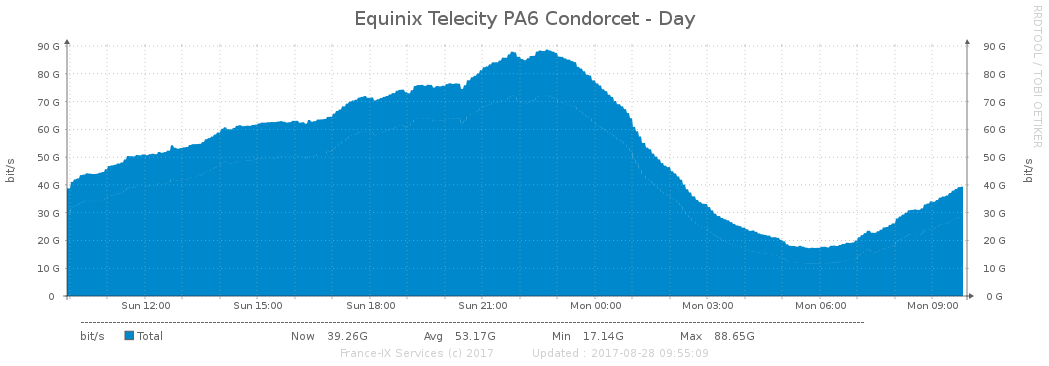 Equinix Telecity PA6 Condorcet - Day
RRDTOOL / TOBI OETIKER
bit/s
90 G
80 G
70 G
60 G
50 G
40 G
30 G
20 G
10 G
0
90 G
80 G
70 G
60 G
50 G
40 G
30 G
20 G
10 G
0 G
bit/s
Sun 12:00 Sun 15:00 Sun 18:00 Sun 21:00 Mon 00:00 Mon 03:00 Mon 06:00 Mon 09:00
bit/s Total Now 39.26G Avg 53.17G Min 17.14G Max 88.65G
France-IX Services (c) 2017 Updated : 2017-08-28 09:55:09